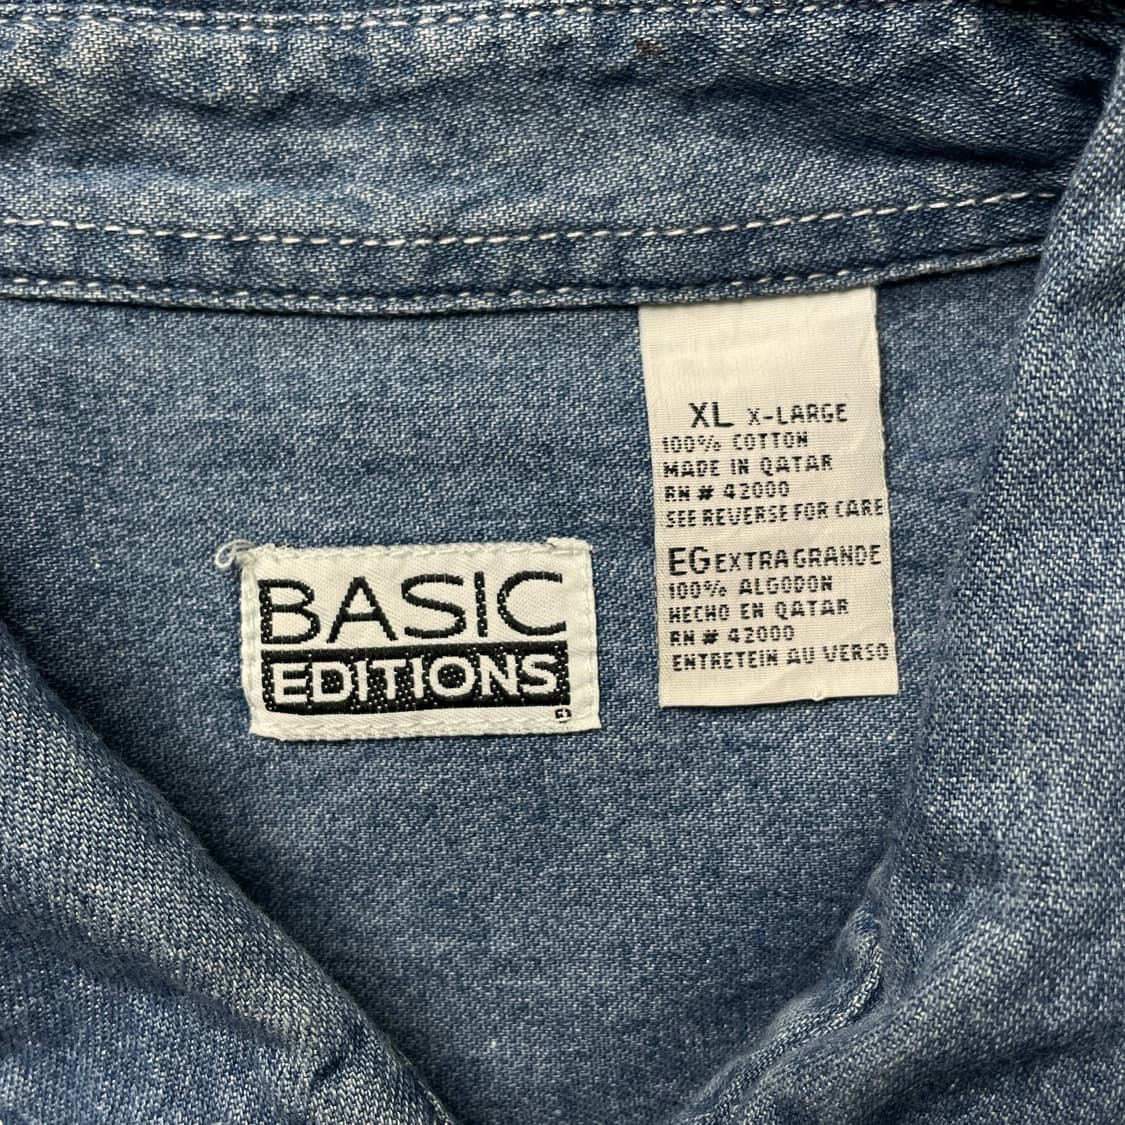 BASIC
EDITIONS
XL X-LARGE
100% COTTON
MADE IN QATAR
RN # 42000
SEE REVERSE FOR CARE
EG EXTRA GRANDE
100% ALGODON
HECHO EN QATAR
RN # 42000
ENTRETEIN AU VERSO